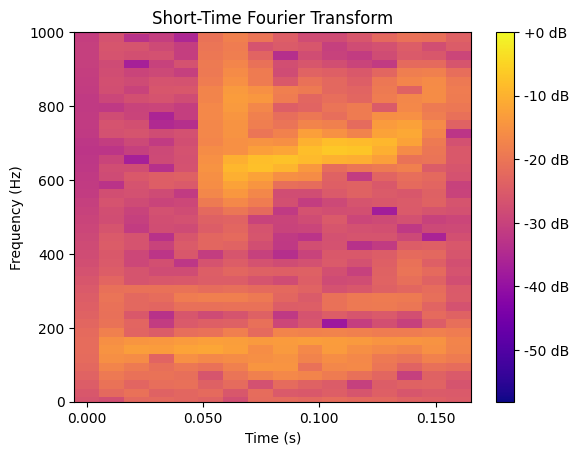 Short-Time Fourier Transform
1000
800
600
400
200
0
Frequency (Hz)
0.000
0.050
0.100
0.150
Time (s)
+0 dB
-10 dB
-20 dB
-30 dB
-40 dB
-50 dB